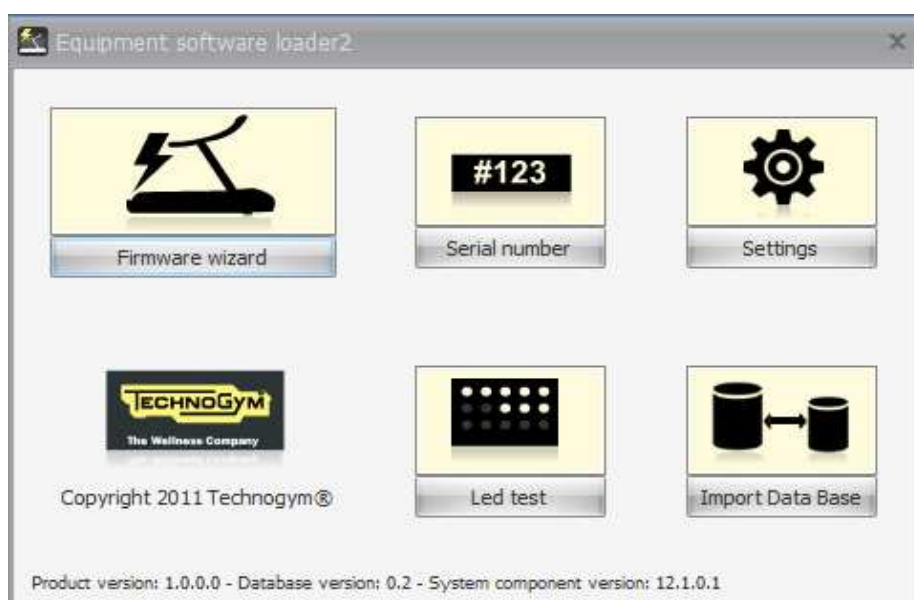 Equipment software loader2
#123
Firmware wizard
Serial number
Settings
TECHNOGYM
The Wellness Company
Copyright 2011 Technogym®
Led test
Import Data Base
Product version: 1.0.0.0 - Database version: 0.2 - System component version: 12.1.0.1